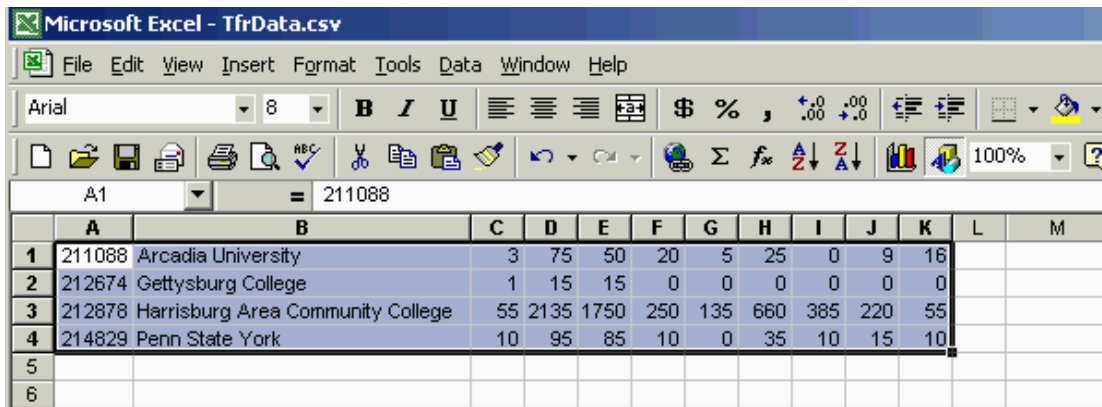 Microsoft Excel - TfrData.csv
File Edit View Insert Format Tools Data Window Help
Arial 8 B I U $ % , .0 .00 .00 .0
ABC Σ fx A Z Z A 100% ?
A1 = 211088
A B C D E F G H I J K L M
1 211088 Arcadia University 3 75 50 20 5 25 0 9 16
2 212674 Gettysburg College 1 15 15 0 0 0 0 0 0
3 212878 Harrisburg Area Community College 55 2135 1750 250 135 660 385 220 55
4 214829 Penn State York 10 95 85 10 0 35 10 15 10
5
6